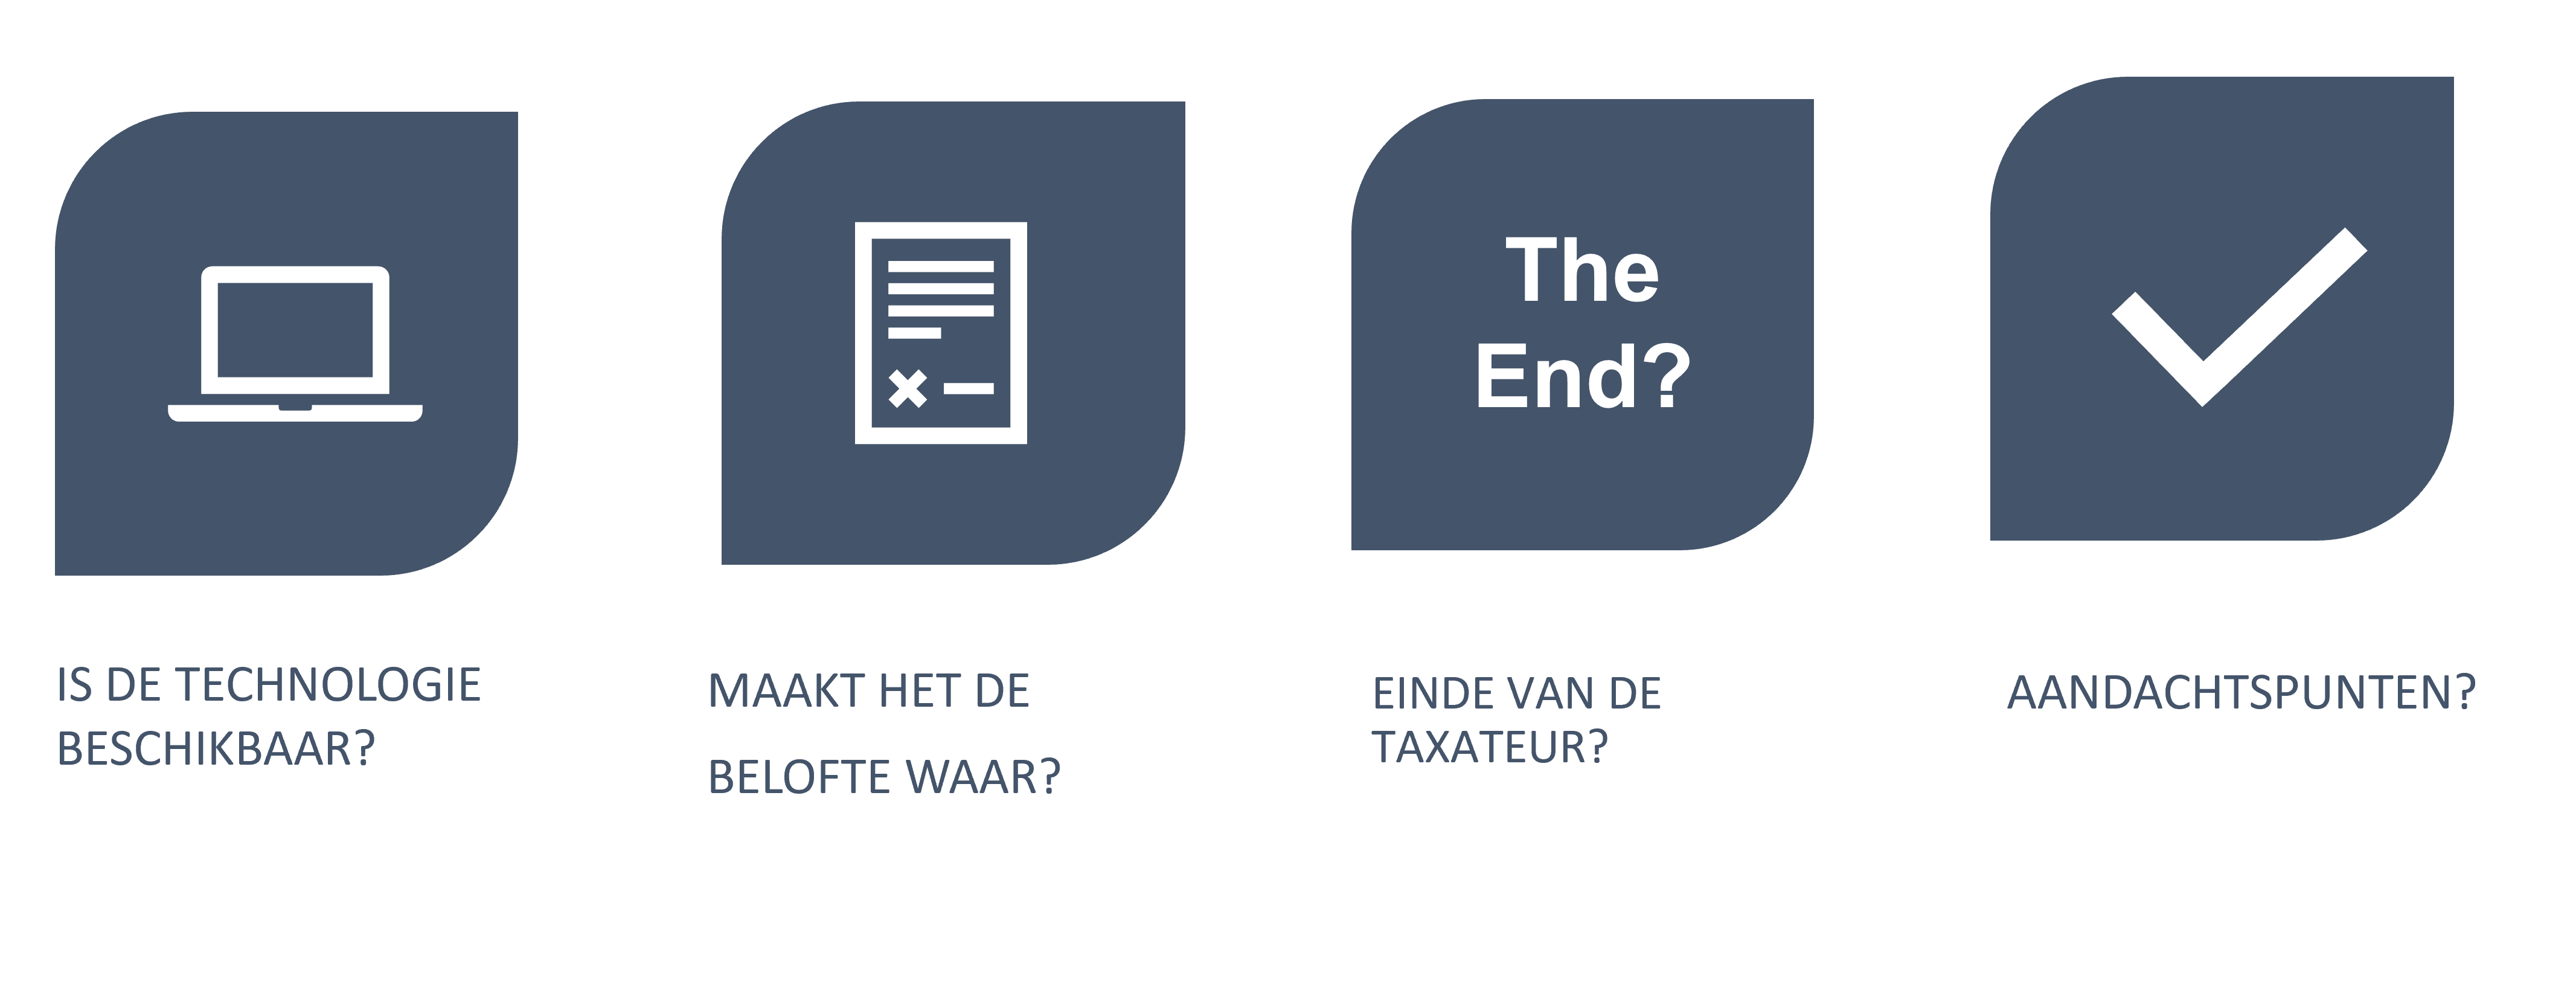 The
End?
IS DE TECHNOLOGIE
BESCHIKBAAR?
MAAKT HET DE
BELOFTE WAAR?
EINDE VAN DE
TAXATEUR?
AANDACHTSPUNTEN?